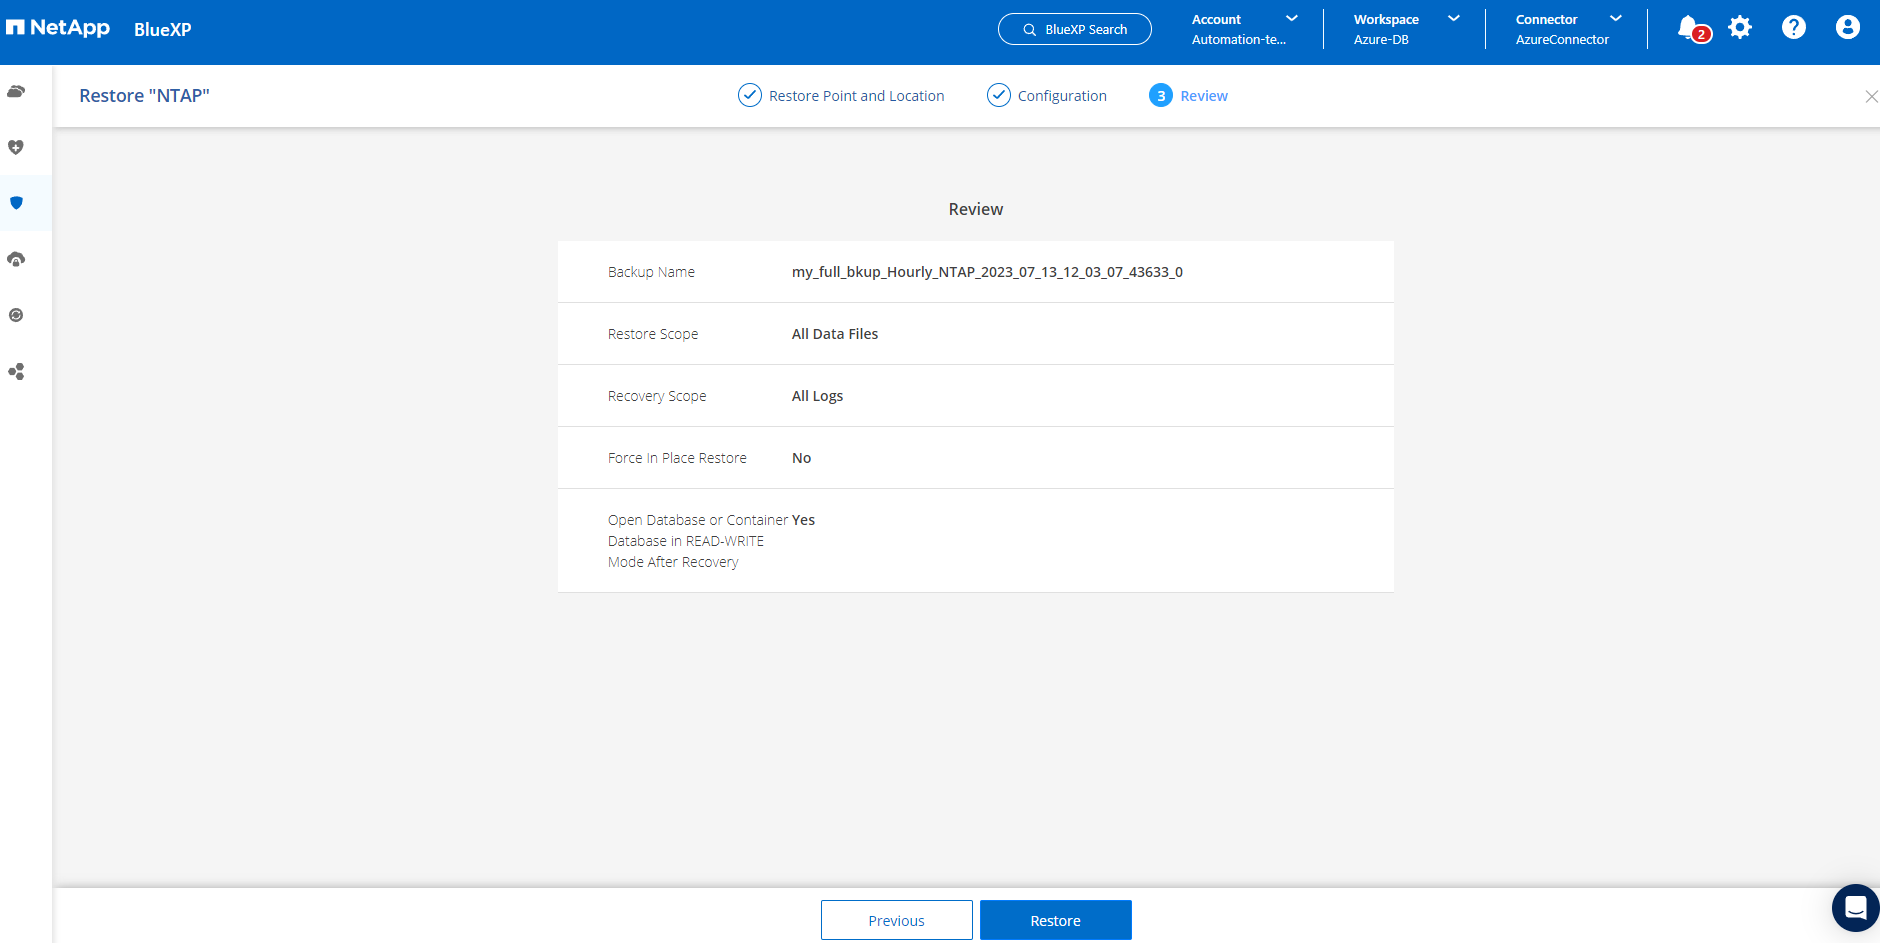 NetApp BlueXP
BlueXP Search
Account
Automation-te...
Workspace
Azure-DB
Connector
AzureConnector
2
?
Restore "NTAP"
Restore Point and Location
Configuration
3 Review
Review
Backup Name my_full_bkup_Hourly_NTAP_2023_07_13_12_03_07_43633_0
Restore Scope All Data Files
Recovery Scope All Logs
Force In Place Restore No
Open Database or Container Yes
Database in READ-WRITE
Mode After Recovery
Previous
Restore